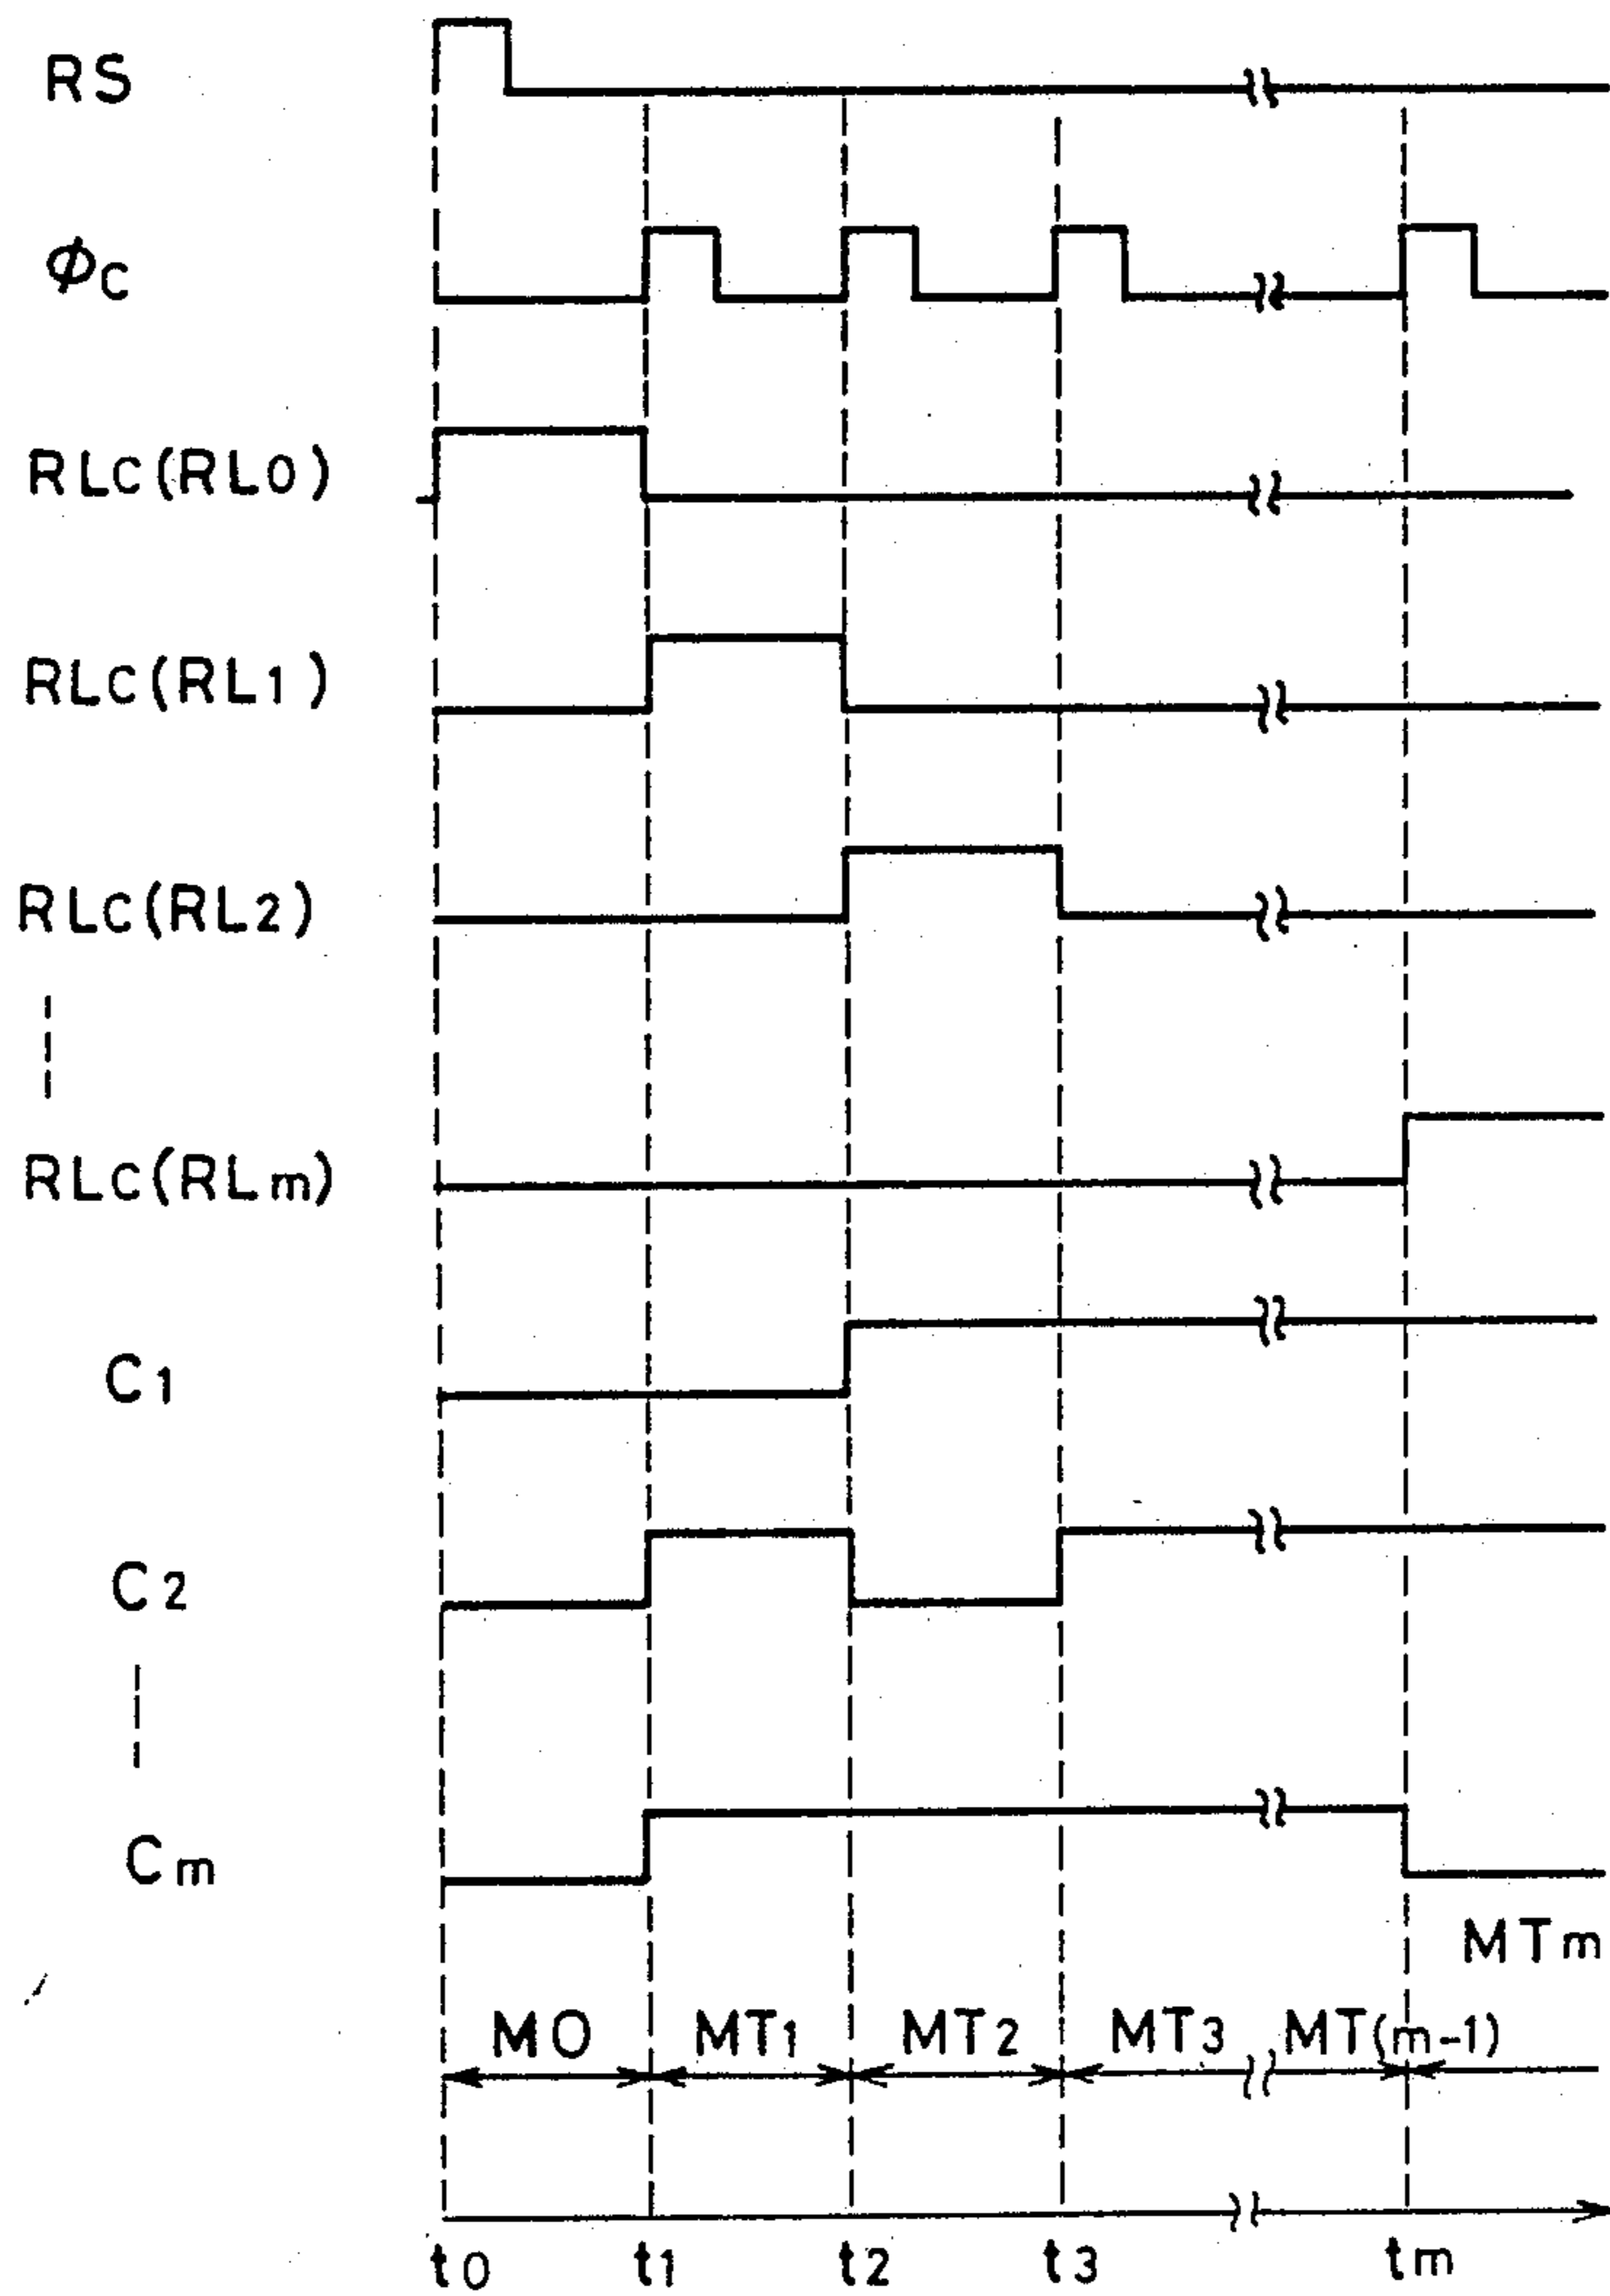 RS
ϕC
RLC(RL0)
RLC(RL1)
RLC(RL2)
RLC(RLm)
C1
C2
Cm
MTm
M0 MT1 MT2 MT3 MT(m-1)
t0 t1 t2 t3 tm